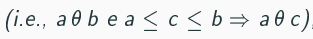 (i.e., a θ b e a ≤ c ≤ b ⇒ a θ c),